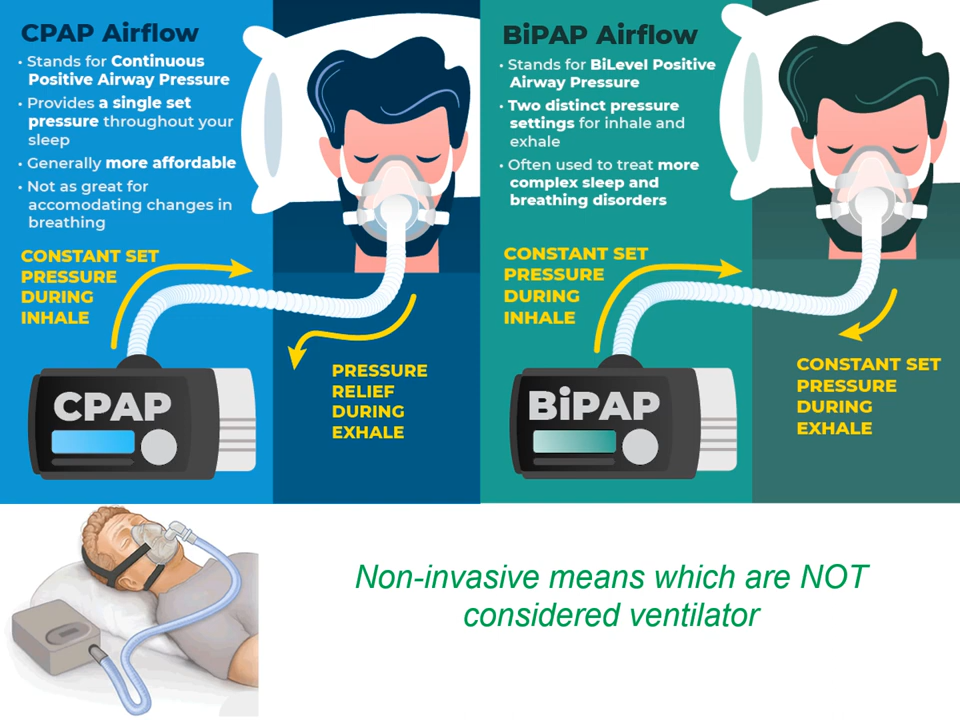 CPAP Airflow
• Stands for Continuous
Positive Airway Pressure
• Provides a single set
pressure throughout your
sleep
• Generally more affordable
• Not as great for
accomodating changes in
breathing
CONSTANT SET
PRESSURE
DURING
INHALE
PRESSURE
RELIEF
DURING
EXHALE
CPAP
BiPAP Airflow
• Stands for BiLevel Positive
Airway Pressure
• Two distinct pressure
settings for inhale and
exhale
• Often used to treat more
complex sleep and
breathing disorders
CONSTANT SET
PRESSURE
DURING
INHALE
CONSTANT SET
PRESSURE
DURING
EXHALE
BiPAP
Non-invasive means which are NOT
considered ventilator